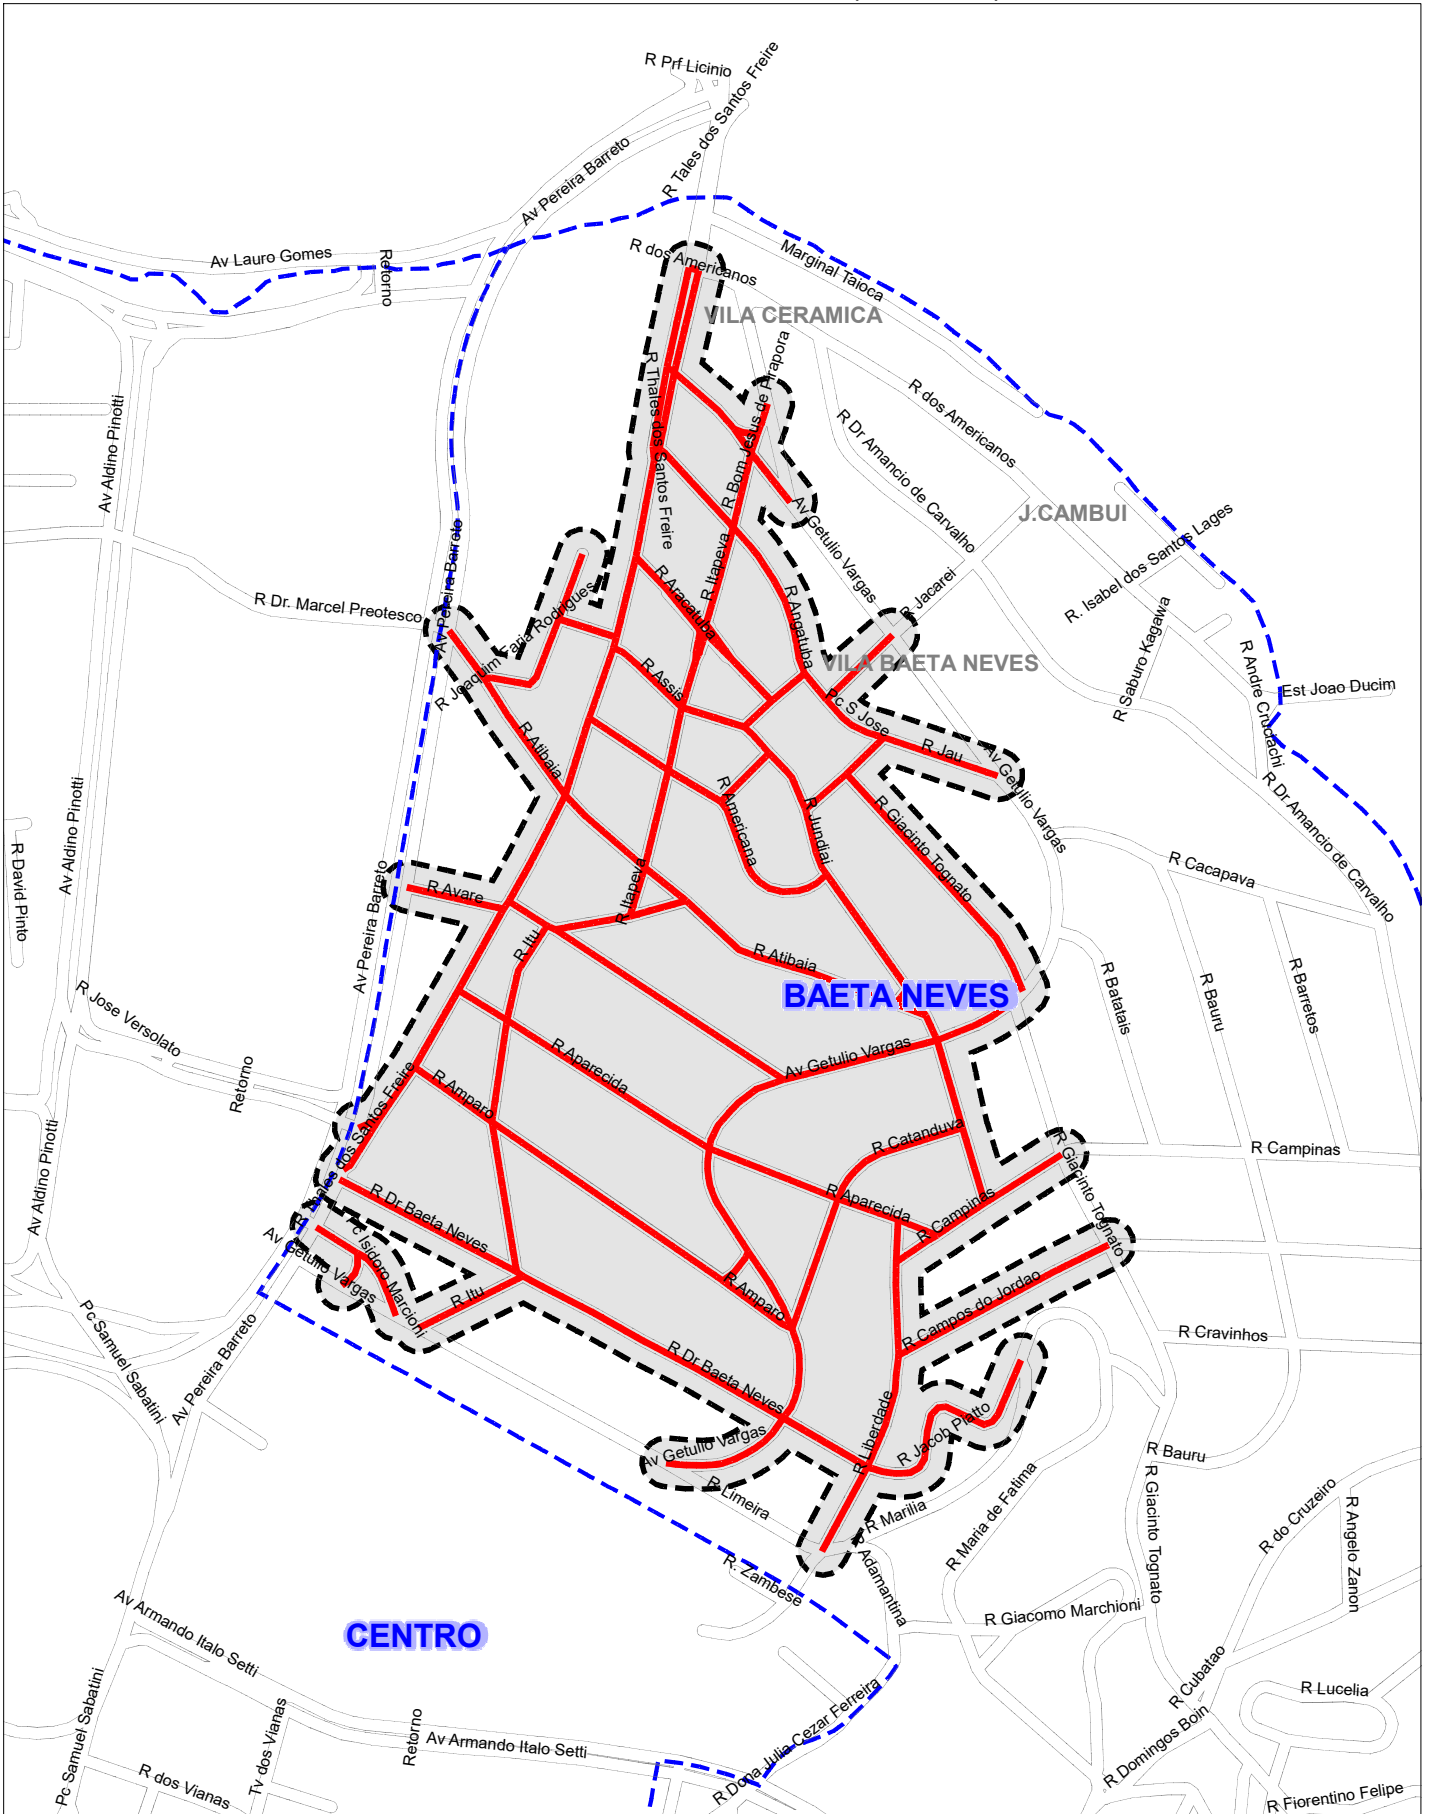 R Prf Licinio
R Tales dos Santos Freire
Av Pereira Barreto
Av Lauro Gomes
Retorno
R dos Americanos
Marginal Taioca
VILA CERAMICA
R Thales dos Santos Freire
R Bom Jesus de Pirapora
R dos Americanos
Av Aldino Pinotti
R Dr Amancio de Carvalho
J.CAMBUI
Av Getulio Vargas
R. Isabel dos Santos Lages
Av Pereira Barreto
R Itapeva
R Aracatuba
R Angatuba
R Jacarei
R Dr. Marcel Preotesco
R Joaquim Faria Rodrigues
R Saburo Kagawa
R Andre Cruciachi
VILA BAETA NEVES
Est Joao Ducim
R Assis
Pc S Jose
R Jau
Av Getulio Vargas
R Atibaia
R Americana
R Jundiai
R Giacinto Tognato
R Dr Amancio de Carvalho
Av Aldino Pinotti
R David Pinto
R Cacapava
R Avare
R Itapeva
Av Pereira Barreto
R Itu
R Atibaia
BAETA NEVES
R Batatais
R Bauru
R Barretos
R Jose Versolato
Retorno
R Aparecida
Av Getulio Vargas
R Amparo
R Thales dos Santos Freire
R Catanduva
R Campinas
R Giacinto Tognato
Av Aldino Pinotti
R Aparecida
R Campinas
R Dr Baeta Neves
Pc Isidoro Marcioni
Av Getulio Vargas
R Itu
R Amparo
R Campos do Jordao
Pc Samuel Sabatini
Av Pereira Barreto
R Cravinhos
R Dr Baeta Neves
R Liberdade
R Jacob Piatto
Av Getulio Vargas
R Bauru
R Limeira
R Marilia
R Maria de Fatima
R Giacinto Tognato
R do Cruzeiro
R Angelo Zanon
R. Zambese
R Adamantina
R Giacomo Marchioni
Av Armando Italo Setti
CENTRO
R Cubatao
R Lucelia
Pc Samuel Sabatini
Tv dos Vianas
Retorno
Av Armando Italo Setti
R Dona Julia Cezar Ferreira
R Domingos Boin
R dos Vianas
R Fiorentino Felipe